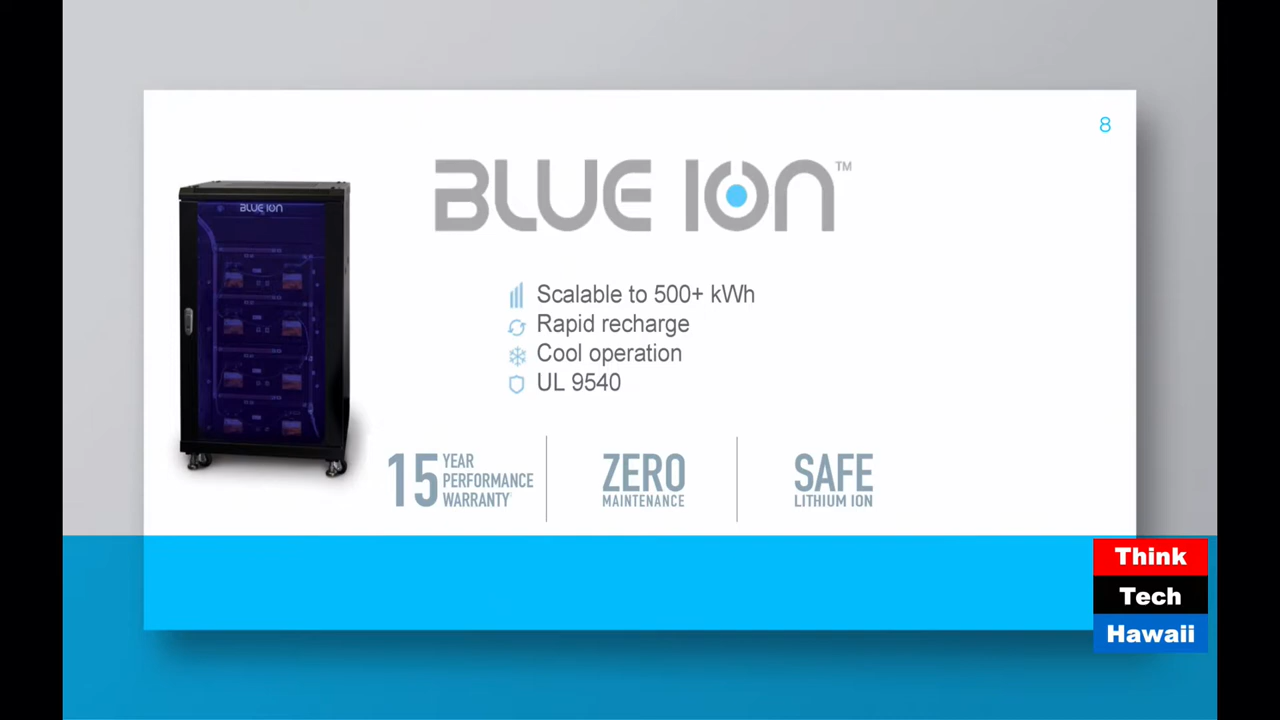 8
BLUE ION™
BLUE ION
Scalable to 500+ kWh
Rapid recharge
Cool operation
UL 9540
15 YEAR
PERFORMANCE
WARRANTY
ZERO
MAINTENANCE
SAFE
LITHIUM ION
Think
Tech
Hawaii